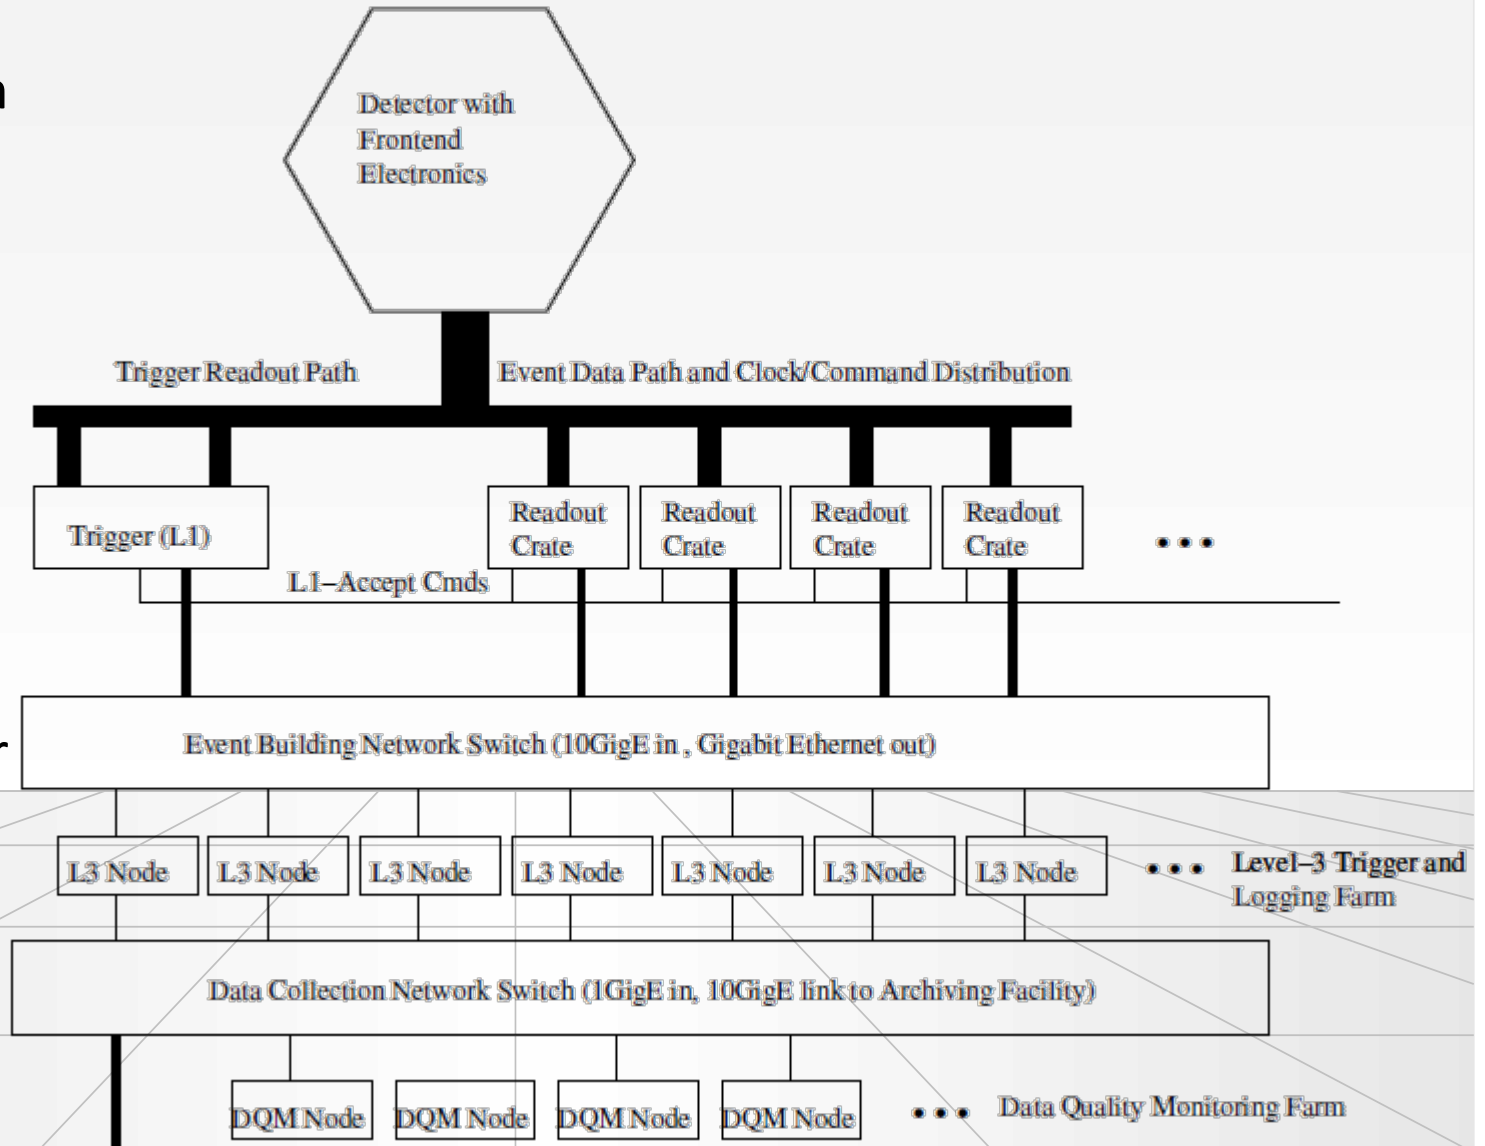 Detector with
Frontend
Electronics
Trigger Readout Path
Event Data Path and Clock/Command Distribution
Trigger (L1)
Readout
Crate
Readout
Crate
Readout
Crate
Readout
Crate
• • •
L1–Accept Cmds
Event Building Network Switch (10GigE in , Gigabit Ethernet out)
L3 Node
L3 Node
L3 Node
L3 Node
L3 Node
L3 Node
L3 Node
• • •
Level–3 Trigger and
Logging Farm
Data Collection Network Switch (1GigE in, 10GigE link to Archiving Facility)
DQM Node
DQM Node
DQM Node
DQM Node
• • •
Data Quality Monitoring Farm